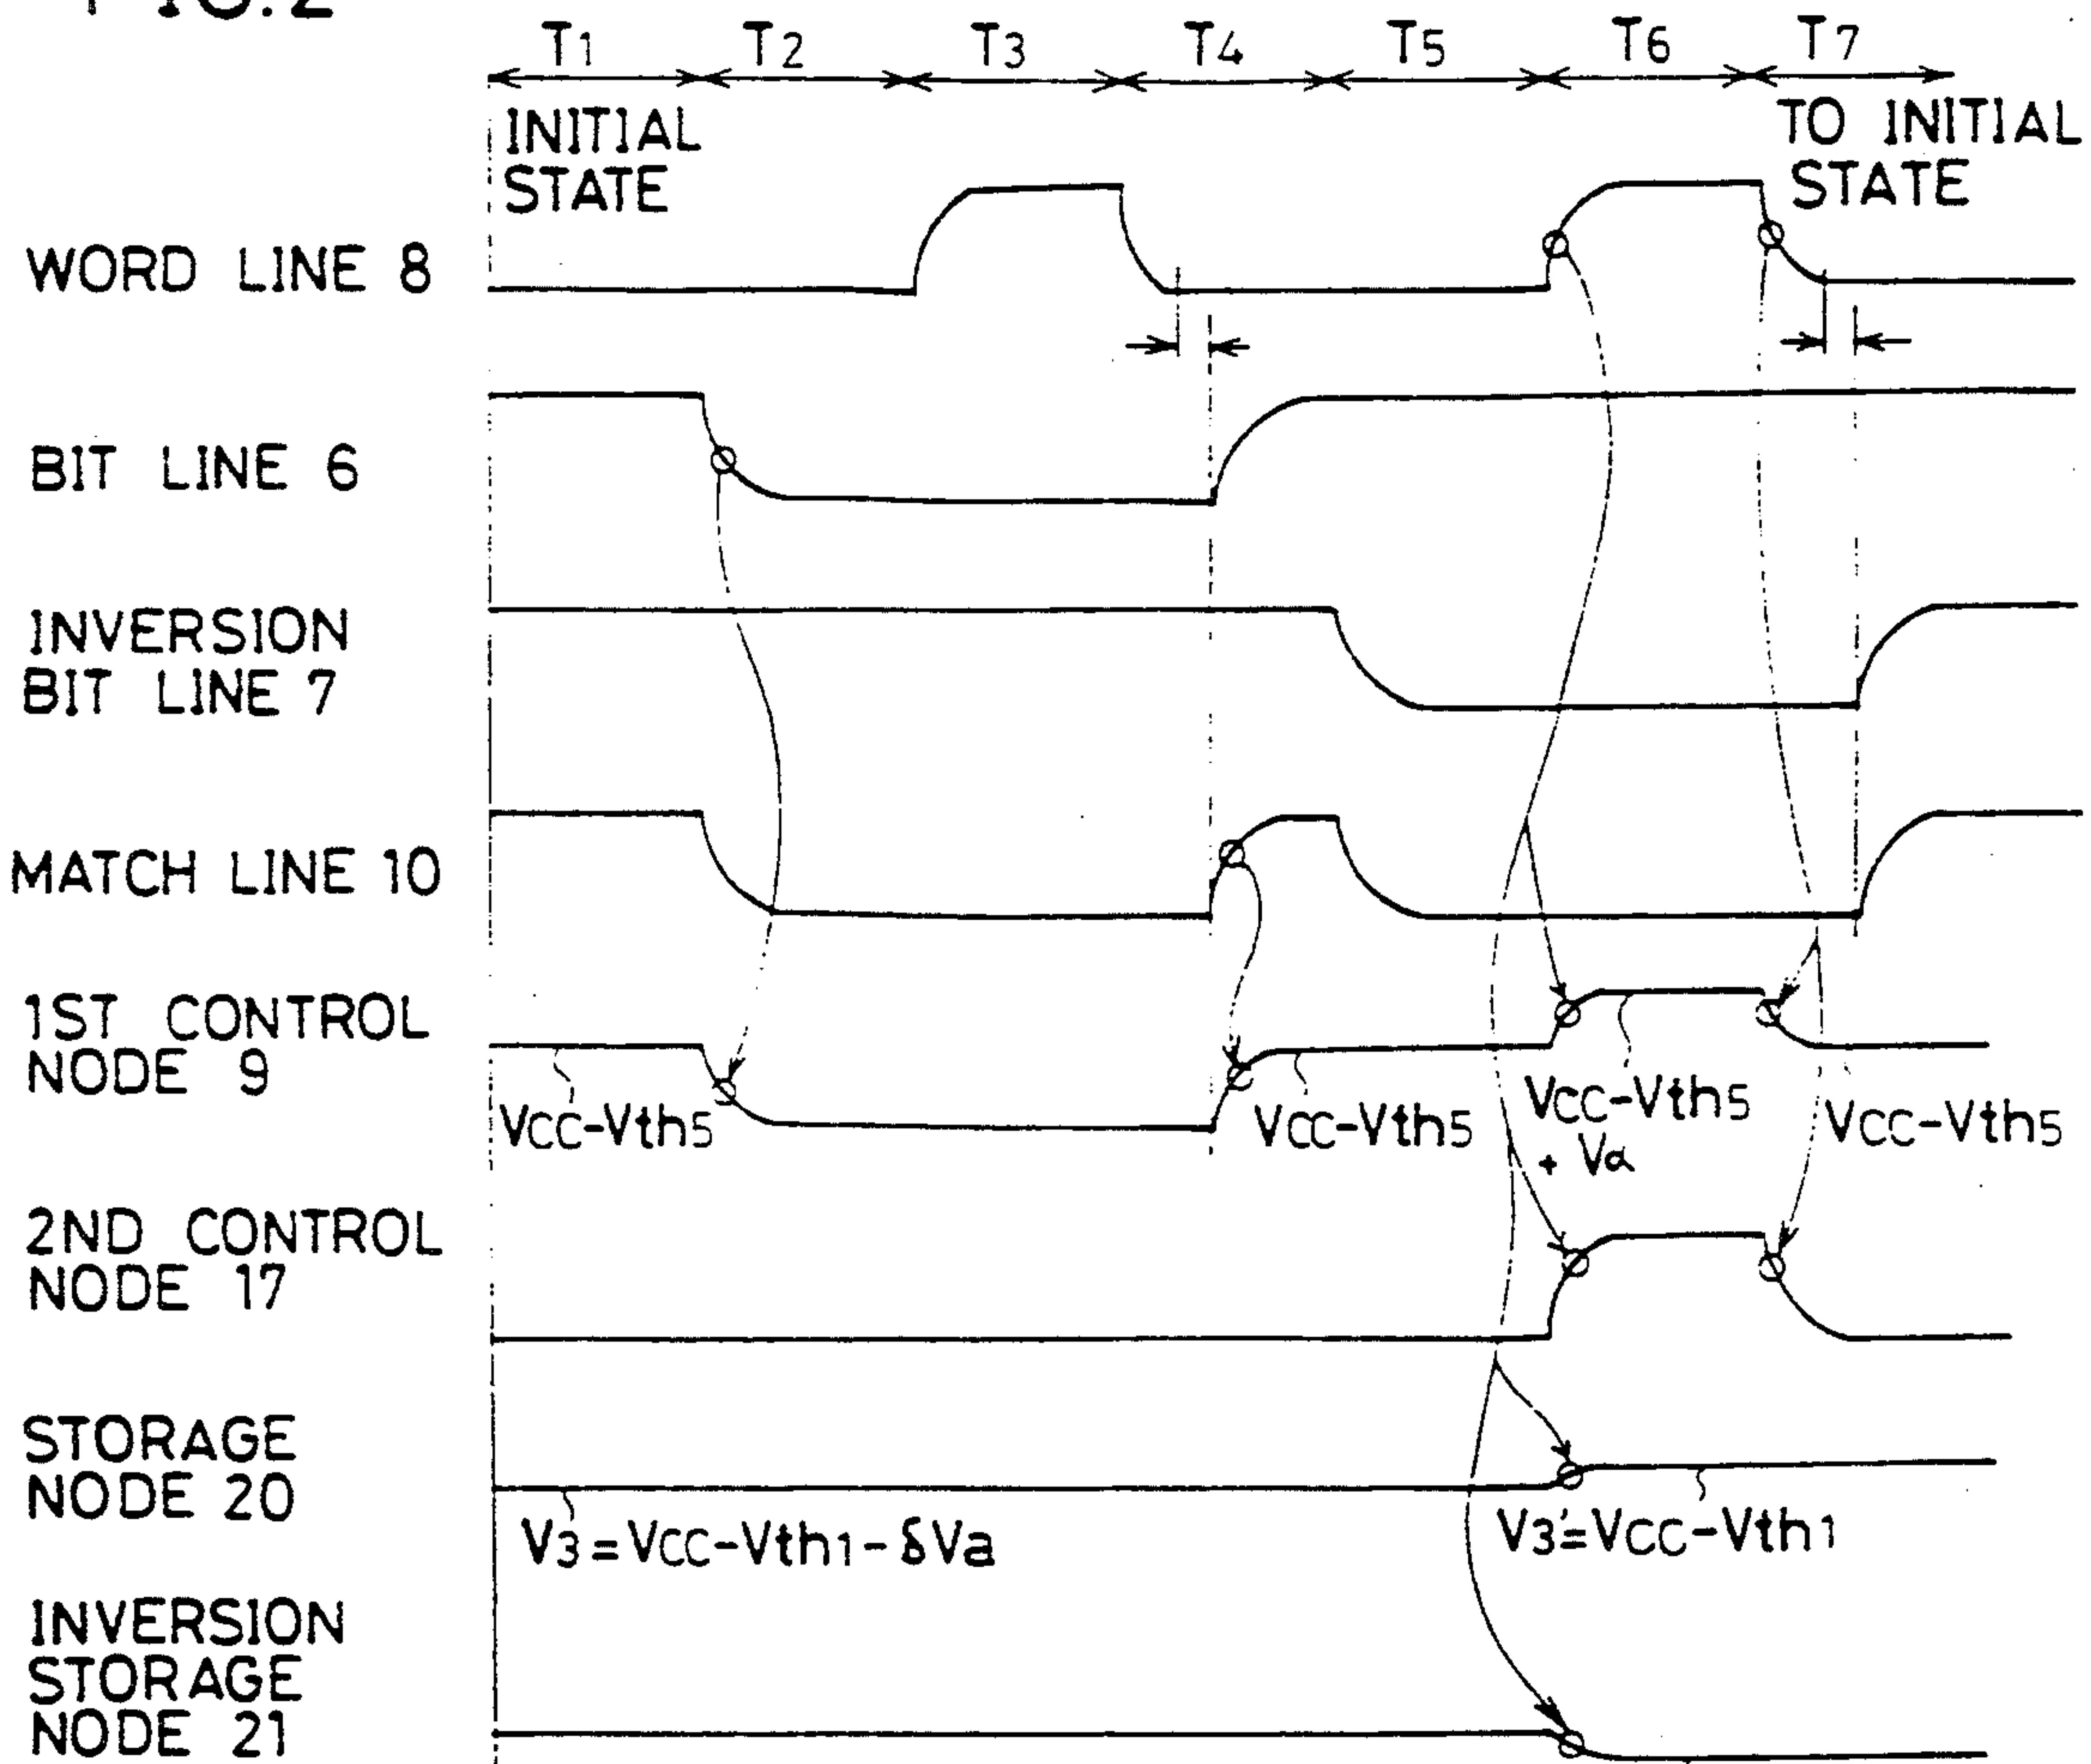 FIG.2
T1 T2 T3 T4 T5 T6 T7
INITIAL
STATE
TO INITIAL
STATE
WORD LINE 8
BIT LINE 6
INVERSION
BIT LINE 7
MATCH LINE 10
1ST CONTROL
NODE 9
VCC-Vth5
VCC-Vth5
VCC-Vth5
+ Vα
VCC-Vth5
2ND CONTROL
NODE 17
STORAGE
NODE 20
V3=VCC-Vth1-δVa
V3'=VCC-Vth1
INVERSION
STORAGE
NODE 21